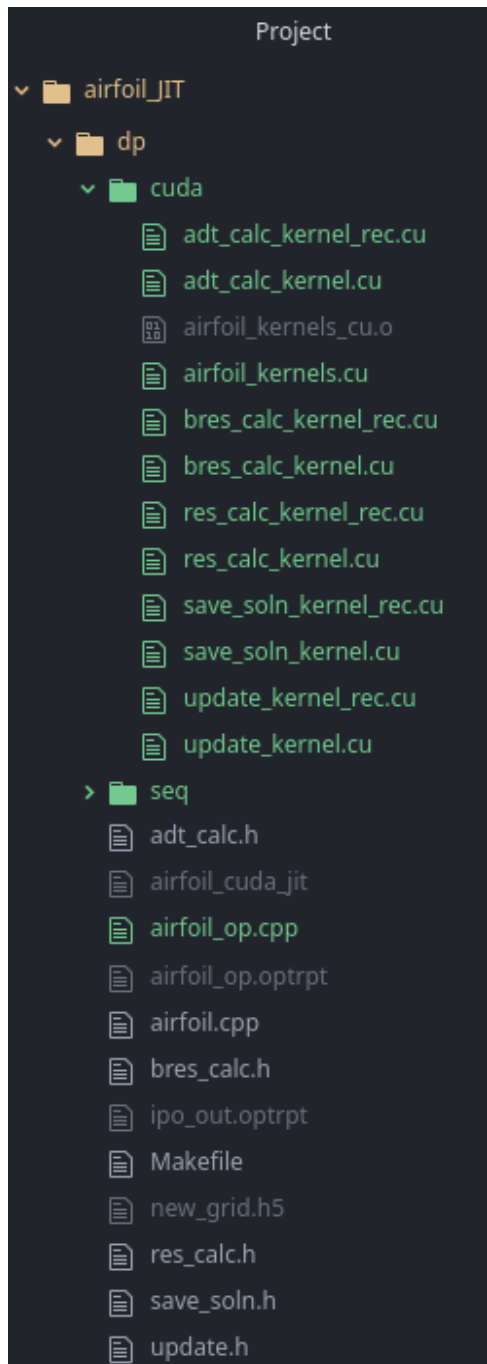 Project
airfoil_JIT
dp
cuda
adt_calc_kernel_rec.cu
adt_calc_kernel.cu
airfoil_kernels_cu.o
airfoil_kernels.cu
bres_calc_kernel_rec.cu
bres_calc_kernel.cu
res_calc_kernel_rec.cu
res_calc_kernel.cu
save_soln_kernel_rec.cu
save_soln_kernel.cu
update_kernel_rec.cu
update_kernel.cu
seq
adt_calc.h
airfoil_cuda_jit
airfoil_op.cpp
airfoil_op.optrpt
airfoil.cpp
bres_calc.h
ipo_out.optrpt
Makefile
new_grid.h5
res_calc.h
save_soln.h
update.h